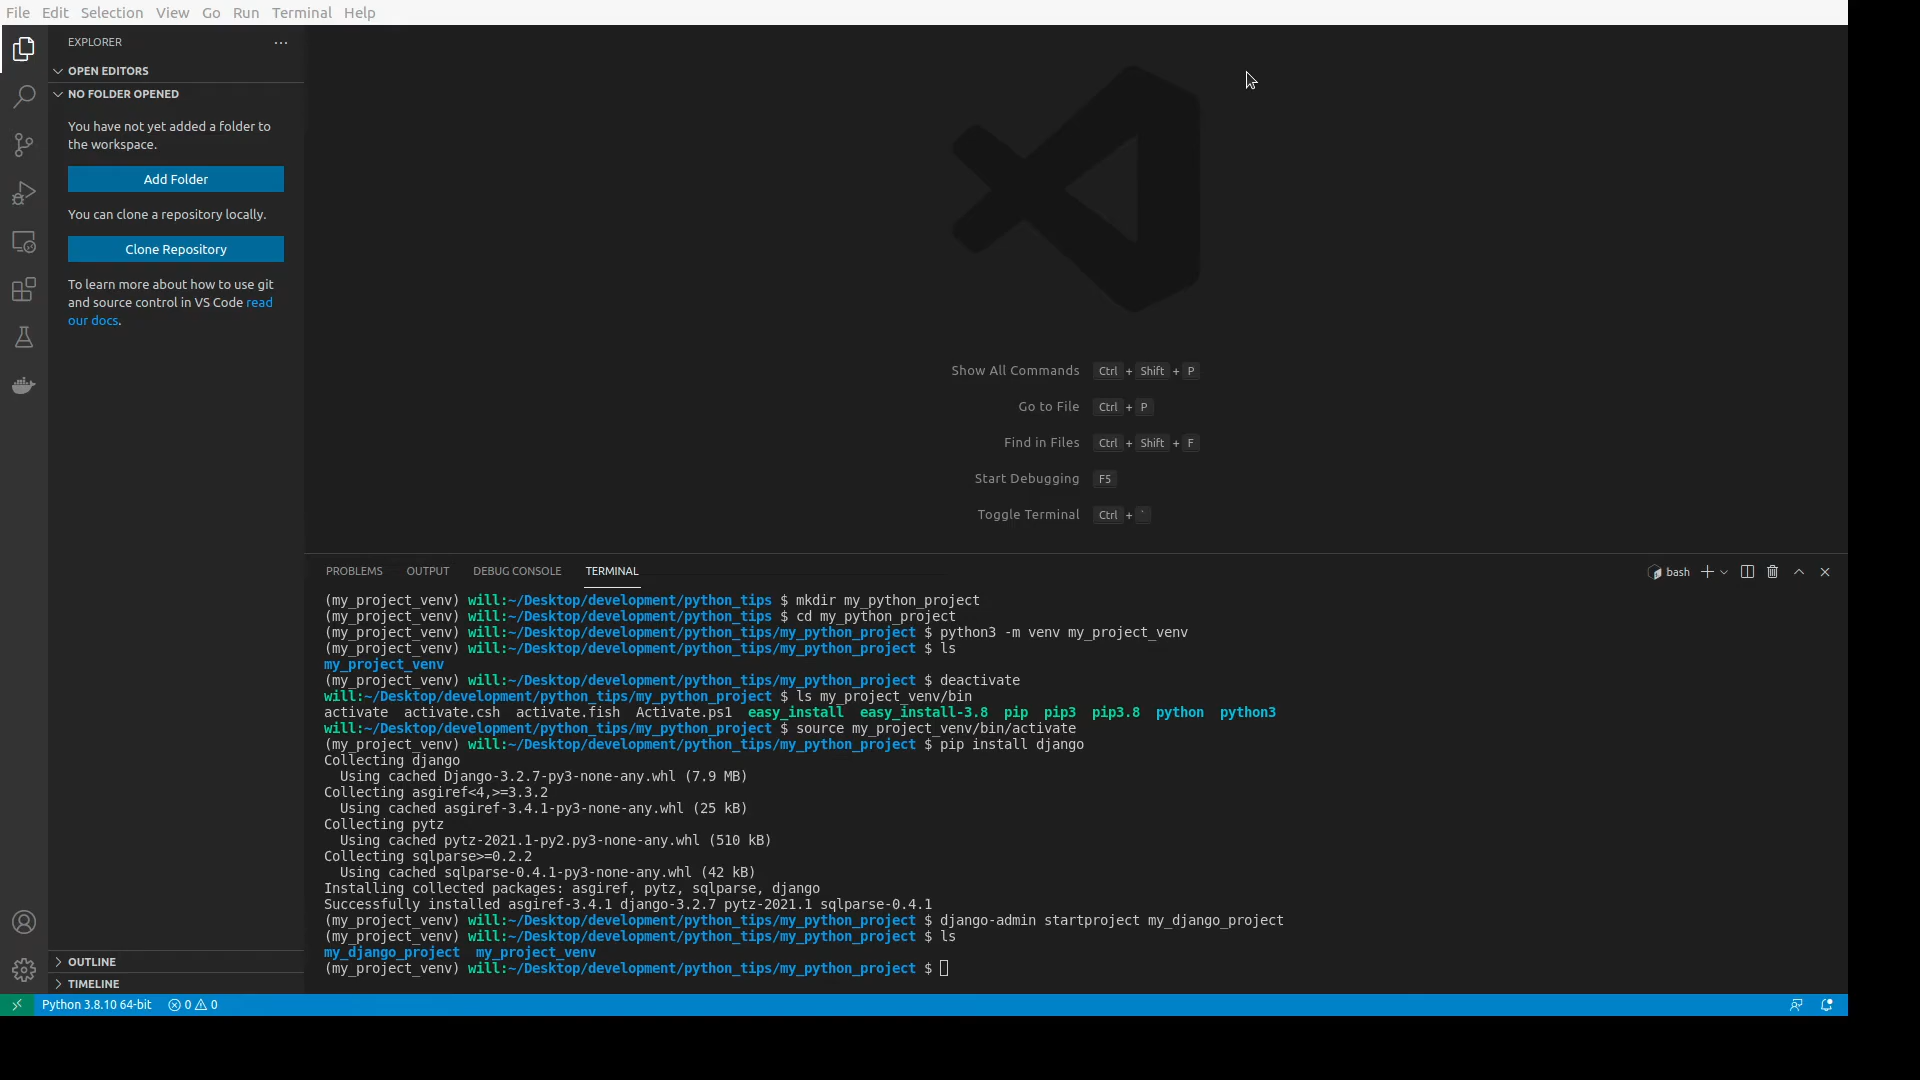 File Edit Selection View Go Run Terminal Help
EXPLORER ...
OPEN EDITORS
NO FOLDER OPENED
You have not yet added a folder to
the workspace.
Add Folder
You can clone a repository locally.
Clone Repository
To learn more about how to use git
and source control in VS Code read
our docs.
OUTLINE
TIMELINE
Show All Commands Ctrl + Shift + P
Go to File Ctrl + P
Find in Files Ctrl + Shift + F
Start Debugging F5
Toggle Terminal Ctrl + `
PROBLEMS OUTPUT DEBUG CONSOLE TERMINAL bash
(my_project_venv) will:~/Desktop/development/python_tips $ mkdir my_python_project
(my_project_venv) will:~/Desktop/development/python_tips $ cd my_python_project
(my_project_venv) will:~/Desktop/development/python_tips/my_python_project $ python3 -m venv my_project_venv
(my_project_venv) will:~/Desktop/development/python_tips/my_python_project $ ls
my_project_venv
(my_project_venv) will:~/Desktop/development/python_tips/my_python_project $ deactivate
will:~/Desktop/development/python_tips/my_python_project $ ls my_project_venv/bin
activate activate.csh activate.fish Activate.ps1 easy_install easy_install-3.8 pip pip3 pip3.8 python python3
will:~/Desktop/development/python_tips/my_python_project $ source my_project_venv/bin/activate
(my_project_venv) will:~/Desktop/development/python_tips/my_python_project $ pip install django
Collecting django
Using cached Django-3.2.7-py3-none-any.whl (7.9 MB)
Collecting asgiref<4,>=3.3.2
Using cached asgiref-3.4.1-py3-none-any.whl (25 kB)
Collecting pytz
Using cached pytz-2021.1-py2.py3-none-any.whl (510 kB)
Collecting sqlparse>=0.2.2
Using cached sqlparse-0.4.1-py3-none-any.whl (42 kB)
Installing collected packages: asgiref, pytz, sqlparse, django
Successfully installed asgiref-3.4.1 django-3.2.7 pytz-2021.1 sqlparse-0.4.1
(my_project_venv) will:~/Desktop/development/python_tips/my_python_project $ django-admin startproject my_django_project
(my_project_venv) will:~/Desktop/development/python_tips/my_python_project $ ls
my_django_project my_project_venv
(my_project_venv) will:~/Desktop/development/python_tips/my_python_project $
Python 3.8.10 64-bit 0 0